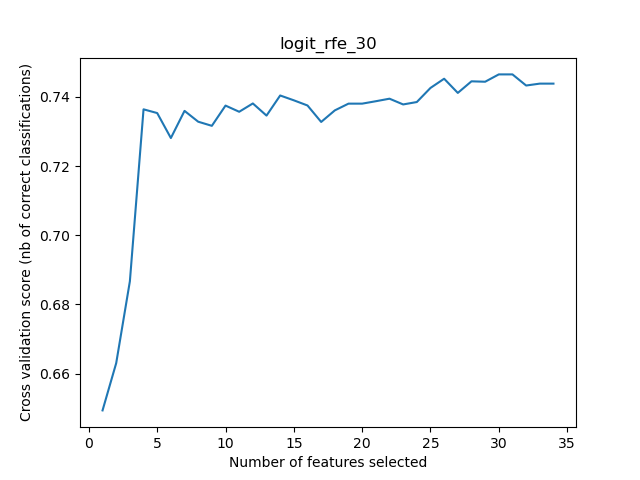 logit_rfe_30
Cross validation score (nb of correct classifications)
0.74
0.72
0.70
0.68
0.66
0 5 10 15 20 25 30 35
Number of features selected